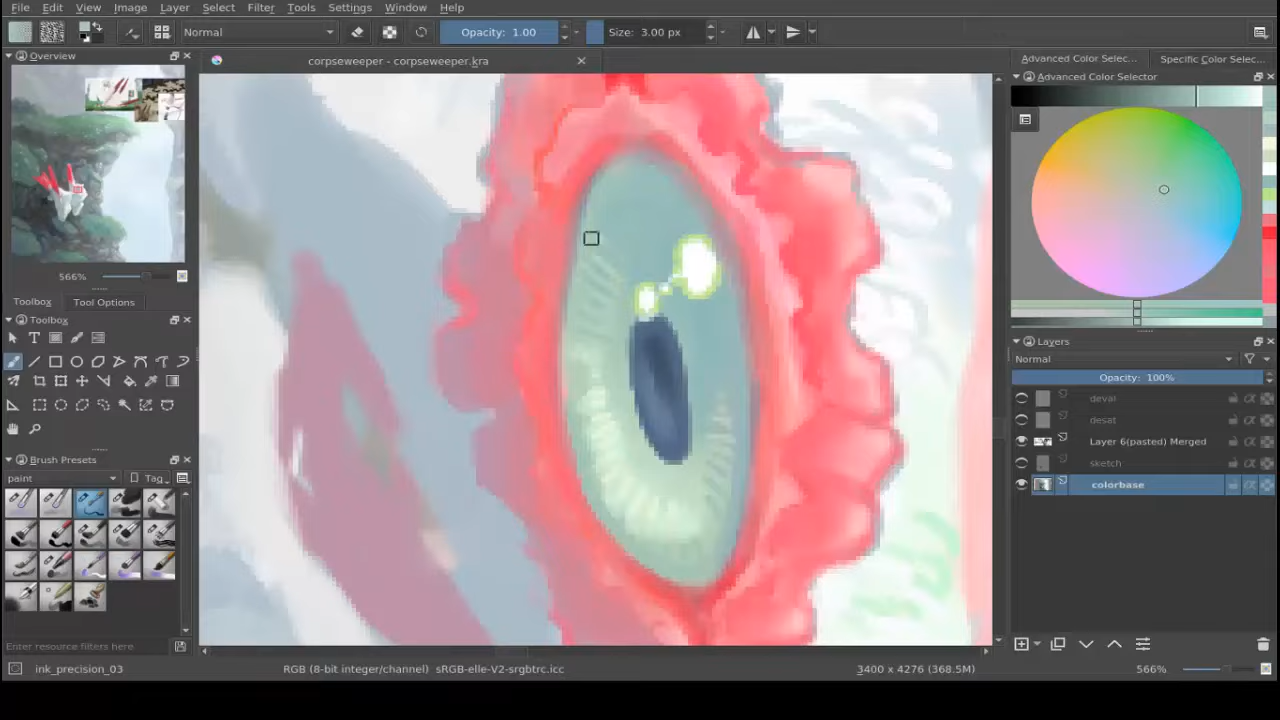 File Edit View Image Layer Select Filter Tools Settings Window Help
Normal Opacity: 1.00 Size: 3.00 px
Overview
corpseweeper - corpseweeper.kra
Advanced Color Selec... Specific Color Selec...
Advanced Color Selector
566%
Toolbox Tool Options
Toolbox
Layers
Normal
Opacity: 100%
deval
desat
Layer 6(pasted) Merged
sketch
colorbase
Brush Presets
paint Tag
Enter resource filters here
ink_precision_03 RGB (8-bit integer/channel) sRGB-elle-V2-srgbtrc.icc 3400 x 4276 (368.5M) 566%